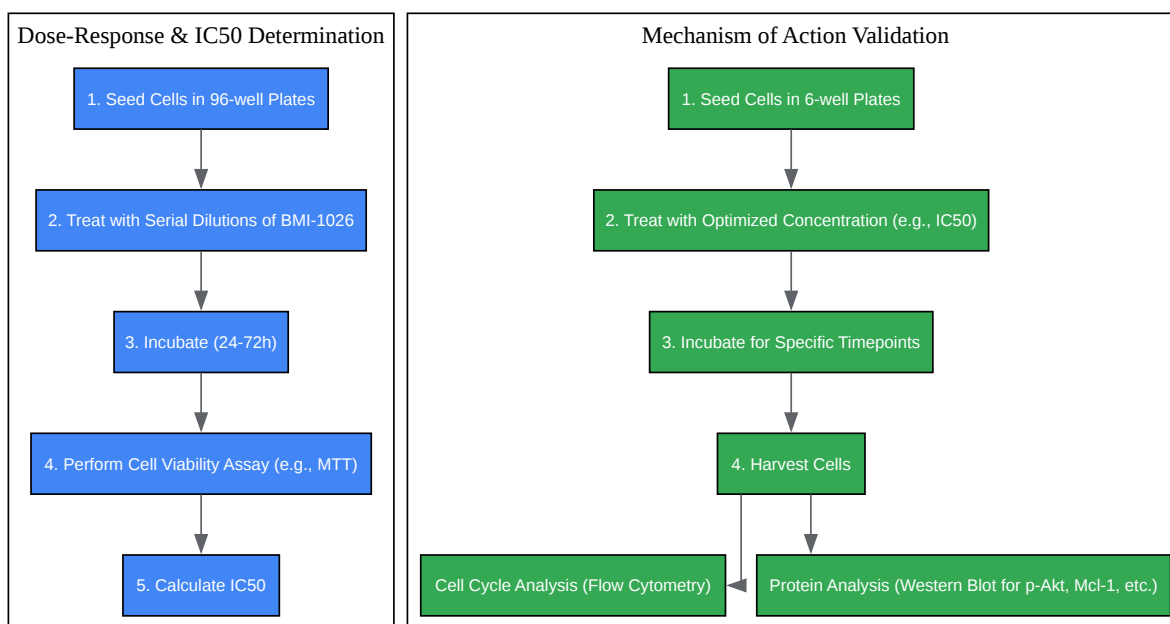 Dose-Response & IC50 Determination
1. Seed Cells in 96-well Plates
2. Treat with Serial Dilutions of BMI-1026
3. Incubate (24-72h)
4. Perform Cell Viability Assay (e.g., MTT)
5. Calculate IC50
Mechanism of Action Validation
1. Seed Cells in 6-well Plates
2. Treat with Optimized Concentration (e.g., IC50)
3. Incubate for Specific Timepoints
4. Harvest Cells
Cell Cycle Analysis (Flow Cytometry)
Protein Analysis (Western Blot for p-Akt, Mcl-1, etc.)